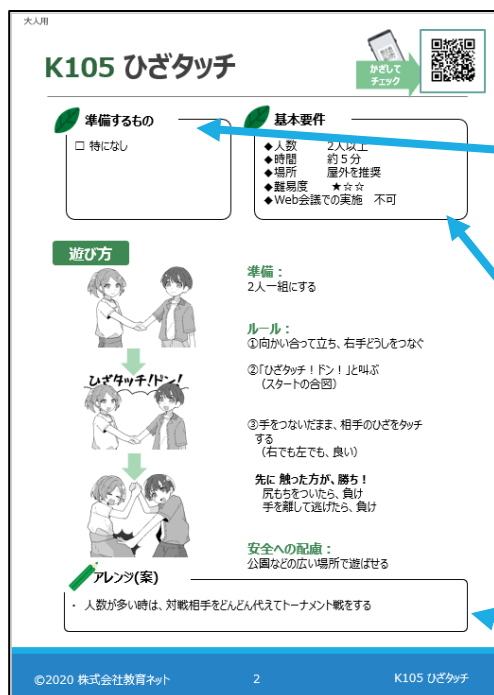 大人用
K105 ひざタッチ
かざして
チェック
準備するもの
□ 特になし
基本要件
◆人数 2人以上
◆時間 約5分
◆場所 屋外を推奨
◆難易度 ★☆☆
◆Web会議での実施 不可
遊び方
準備：
2人一組にする
ルール：
①向かい合って立ち、右手どうしをつなぐ
②「ひざタッチ！ドン！」と叫ぶ
（スタートの合図）
ひざタッチ!ドン!
③手をつないだまま、相手のひざをタッチ
する
（右でも左でも、良い）
先に 触った方が、勝ち！
尻もちをついたら、負け
手を離して逃げたら、負け
安全への配慮：
公園などの広い場所で遊ばせる
アレンジ(案)
・ 人数が多い時は、対戦相手をどんどん代えてトーナメント戦をする
©2020 株式会社教育ネット
2
K105 ひざタッチ